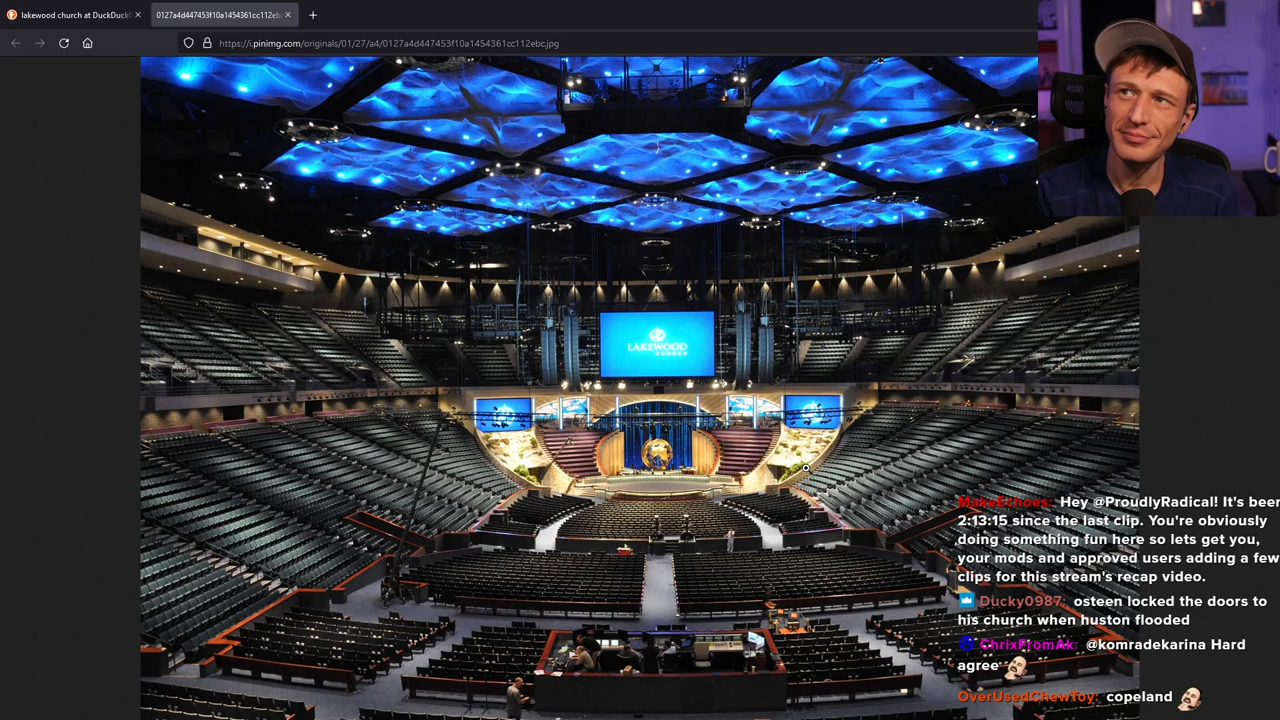 lakewood church at DuckDuck
0127a4d447453f10a1454361cc112eb
https://i.pinimg.com/originals/01/27/a4/0127a4d447453f10a1454361cc112ebc.jpg
LAKEWOOD
CHURCH
MakeEchoes: Hey @ProudlyRadical! It's been
2:13:15 since the last clip. You're obviously
doing something fun here so lets get you,
your mods and approved users adding a few
clips for this stream's recap video.
Ducky0987: osteen locked the doors to
his church when huston flooded
ChrixFromAk: @komradekarina Hard
agree
OverUsedChewToy: copeland